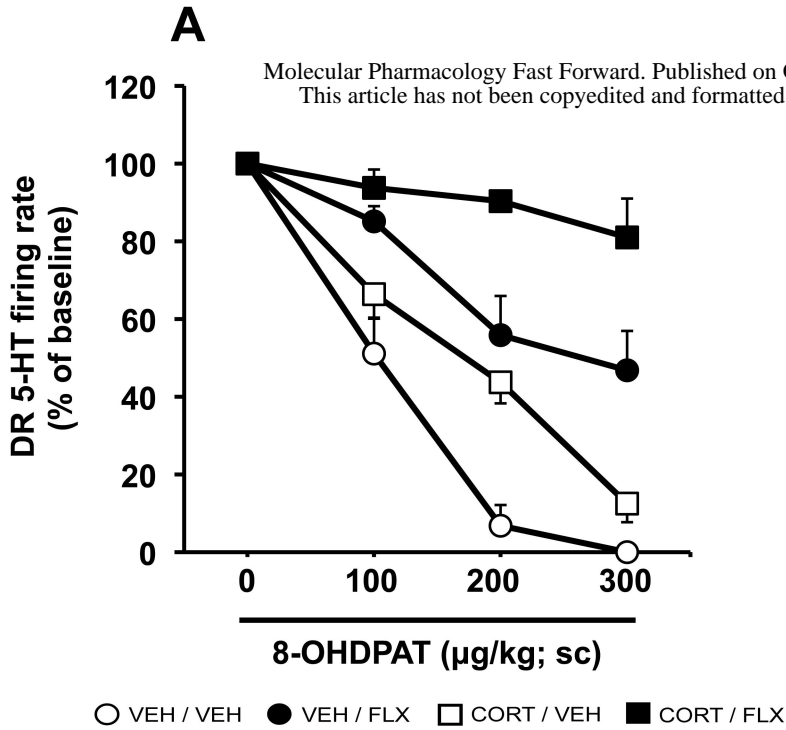 A
Molecular Pharmacology Fast Forward. Published on
This article has not been copyedited and formatted
DR 5-HT firing rate
(% of baseline)
120
100
80
60
40
20
0
0 100 200 300
8-OHDPAT (µg/kg; sc)
VEH / VEH VEH / FLX CORT / VEH CORT / FLX